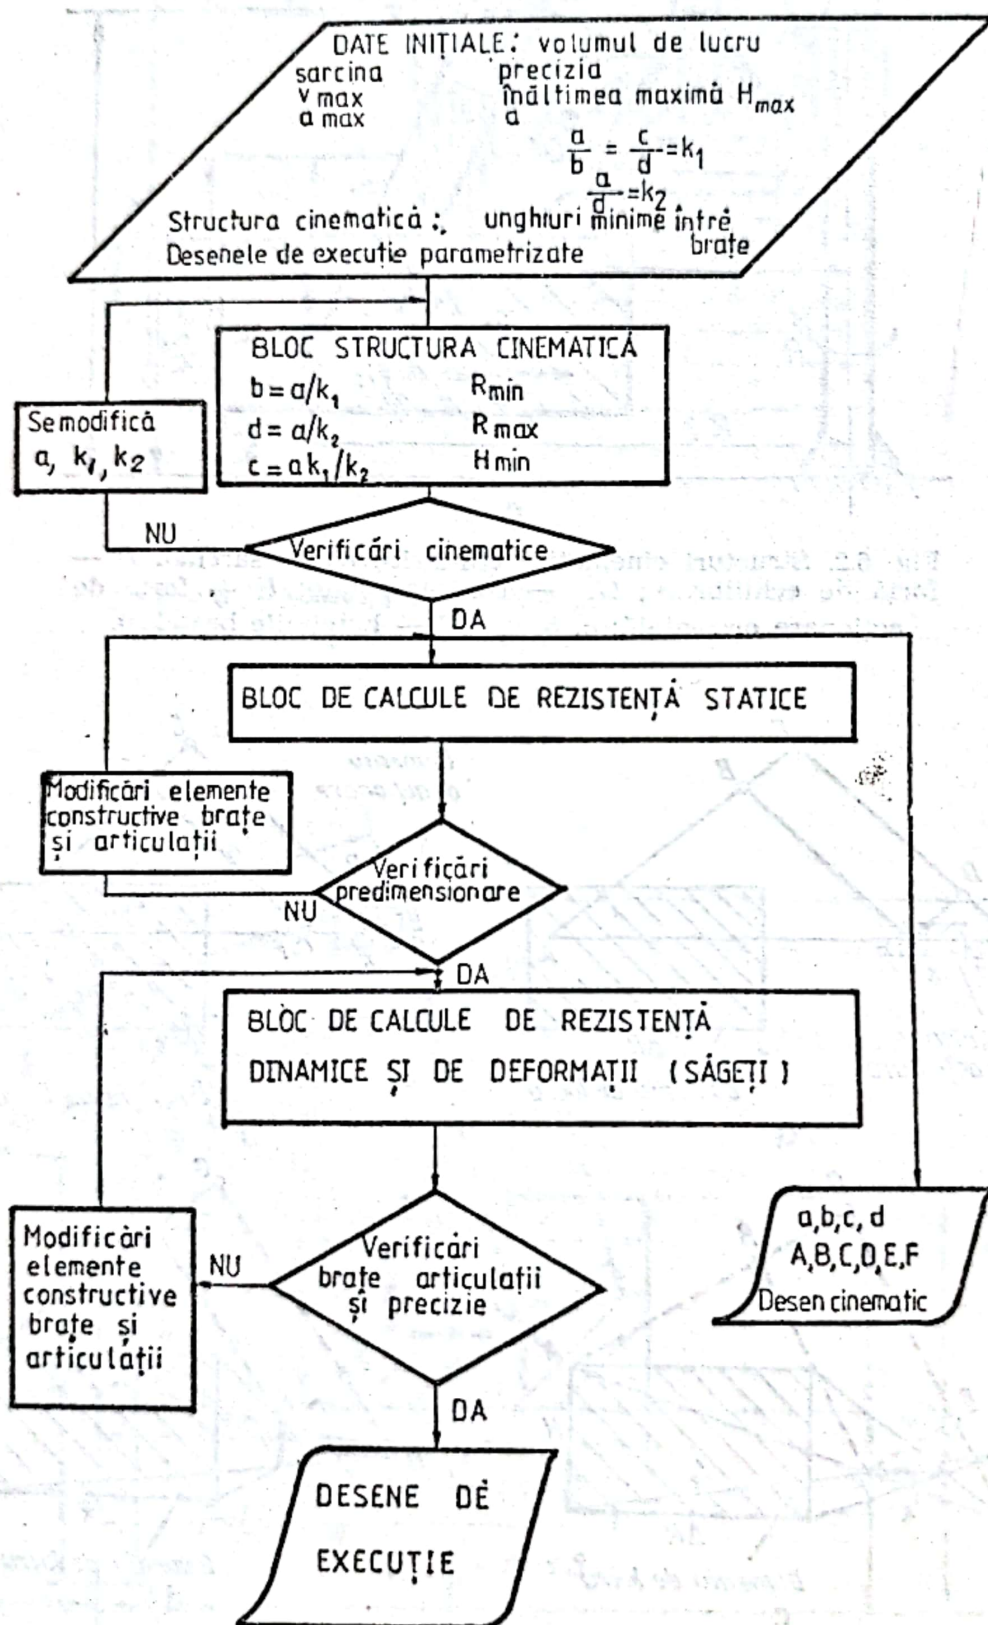 DATE INIȚIALE: volumul de lucru
sarcina precizia
v max înălțimea maximă Hmax
a max a
a/b = c/d = k1
a/d = k2
Structura cinematică: unghiuri minime între
brațe
Desenele de execuție parametrizate
BLOC STRUCTURA CINEMATICĂ
b = a/k1 Rmin
d = a/k2 R max
c = a k1/k2 H min
Se modifică
a, k1, k2
NU
Verificări cinematice
DA
BLOC DE CALCULE DE REZISTENȚĂ STATICE
Modificări elemente
constructive brațe
și articulații
Verificări
predimensionare
NU
DA
BLOC DE CALCULE DE REZISTENȚĂ
DINAMICE ȘI DE DEFORMAȚII (SĂGEȚI)
Modificări
elemente
constructive
brațe și
articulații
NU
Verificări
brațe articulații
și precizie
a,b,c,d
A,B,C,D,E,F
Desen cinematic
DA
DESENE DE
EXECUȚIE